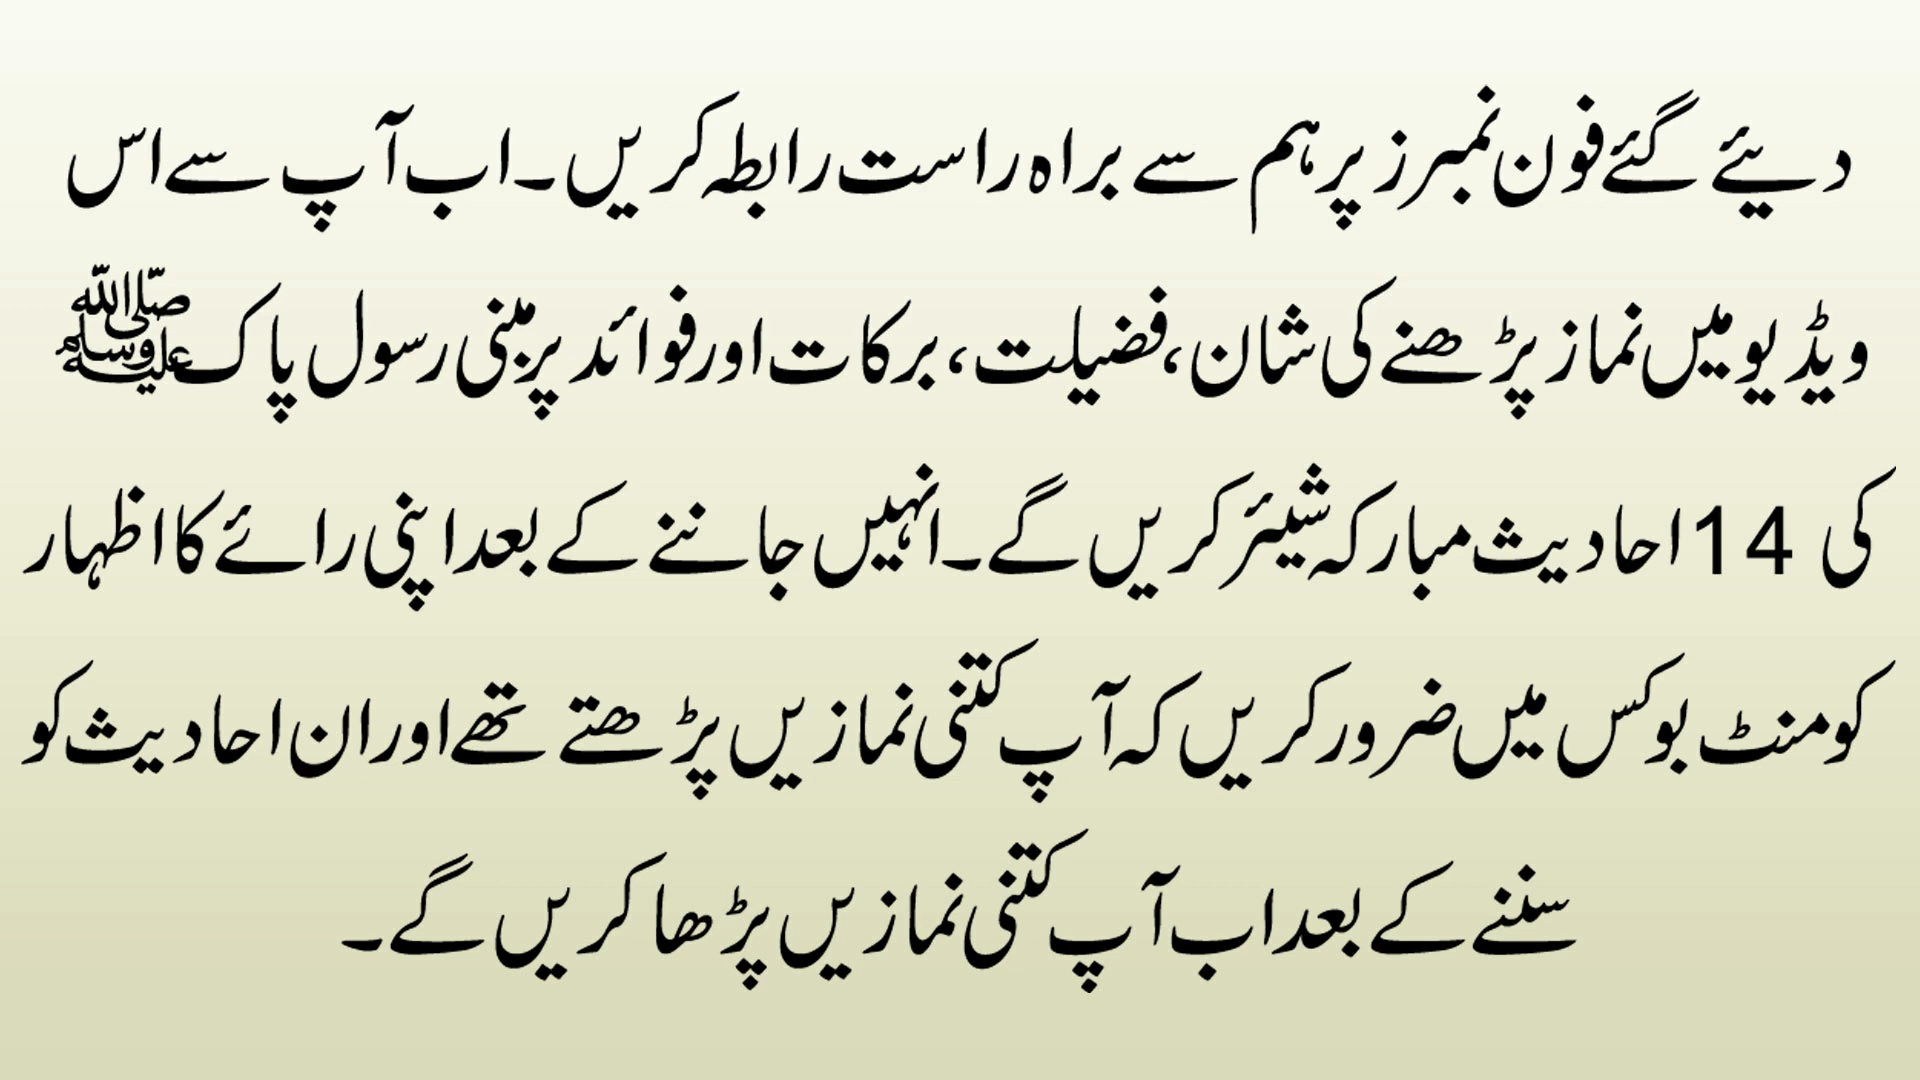 دیئے گئے فون نمبرز پر ہم سے براہ راست رابطہ کریں۔ اب آپ سے اس
ویڈیو میں نماز پڑھنے کی شان، فضیلت، برکات اور فوائد پر مبنی رسول پاک ﷺ
کی 14 احادیث مبارکہ شیئر کریں گے۔ انہیں جاننے کے بعد اپنی رائے کا اظہار
کومنٹ بوکس میں ضرور کریں کہ آپ کتنی نمازیں پڑھتے تھے اور ان احادیث کو
سننے کے بعد اب آپ کتنی نمازیں پڑھا کریں گے۔